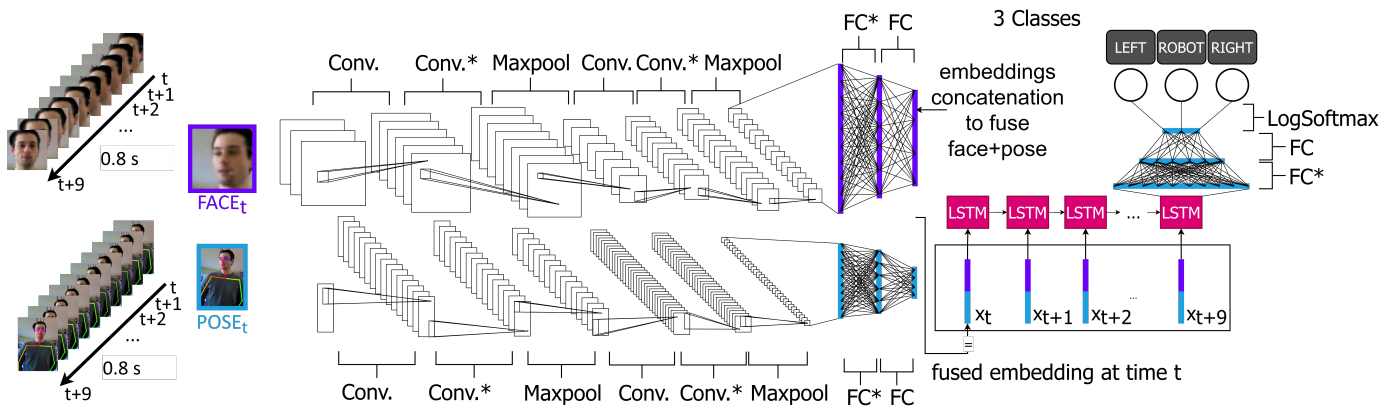 t
t+1
t+2
...
t+9
0.8 s
FACEt
Conv.
Conv.*
Maxpool
Conv.
Conv.*
Maxpool
FC*
FC
embeddings
concatenation
to fuse
face+pose
3 Classes
LEFT
ROBOT
RIGHT
LogSoftmax
FC
FC*
LSTM
LSTM
LSTM
...
LSTM
xt
xt+1
xt+2
...
xt+9
=
fused embedding at time t
t
t+1
t+2
...
t+9
0.8 s
POSEt
Conv.
Conv.*
Maxpool
Conv.
Conv.*
Maxpool
FC*
FC